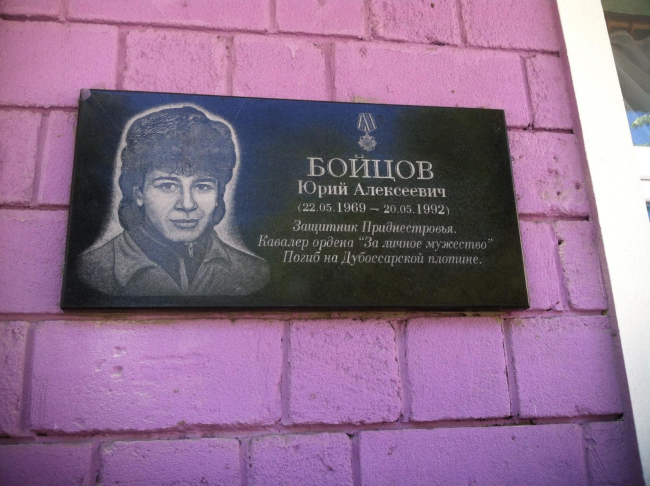 БОЙЦОВ
Юрий Алексеевич
(22.05.1969 – 20.05.1992)
Защитник Приднестровья.
Кавалер ордена "За личное мужество"
Погиб на Дубоссарской плотине.